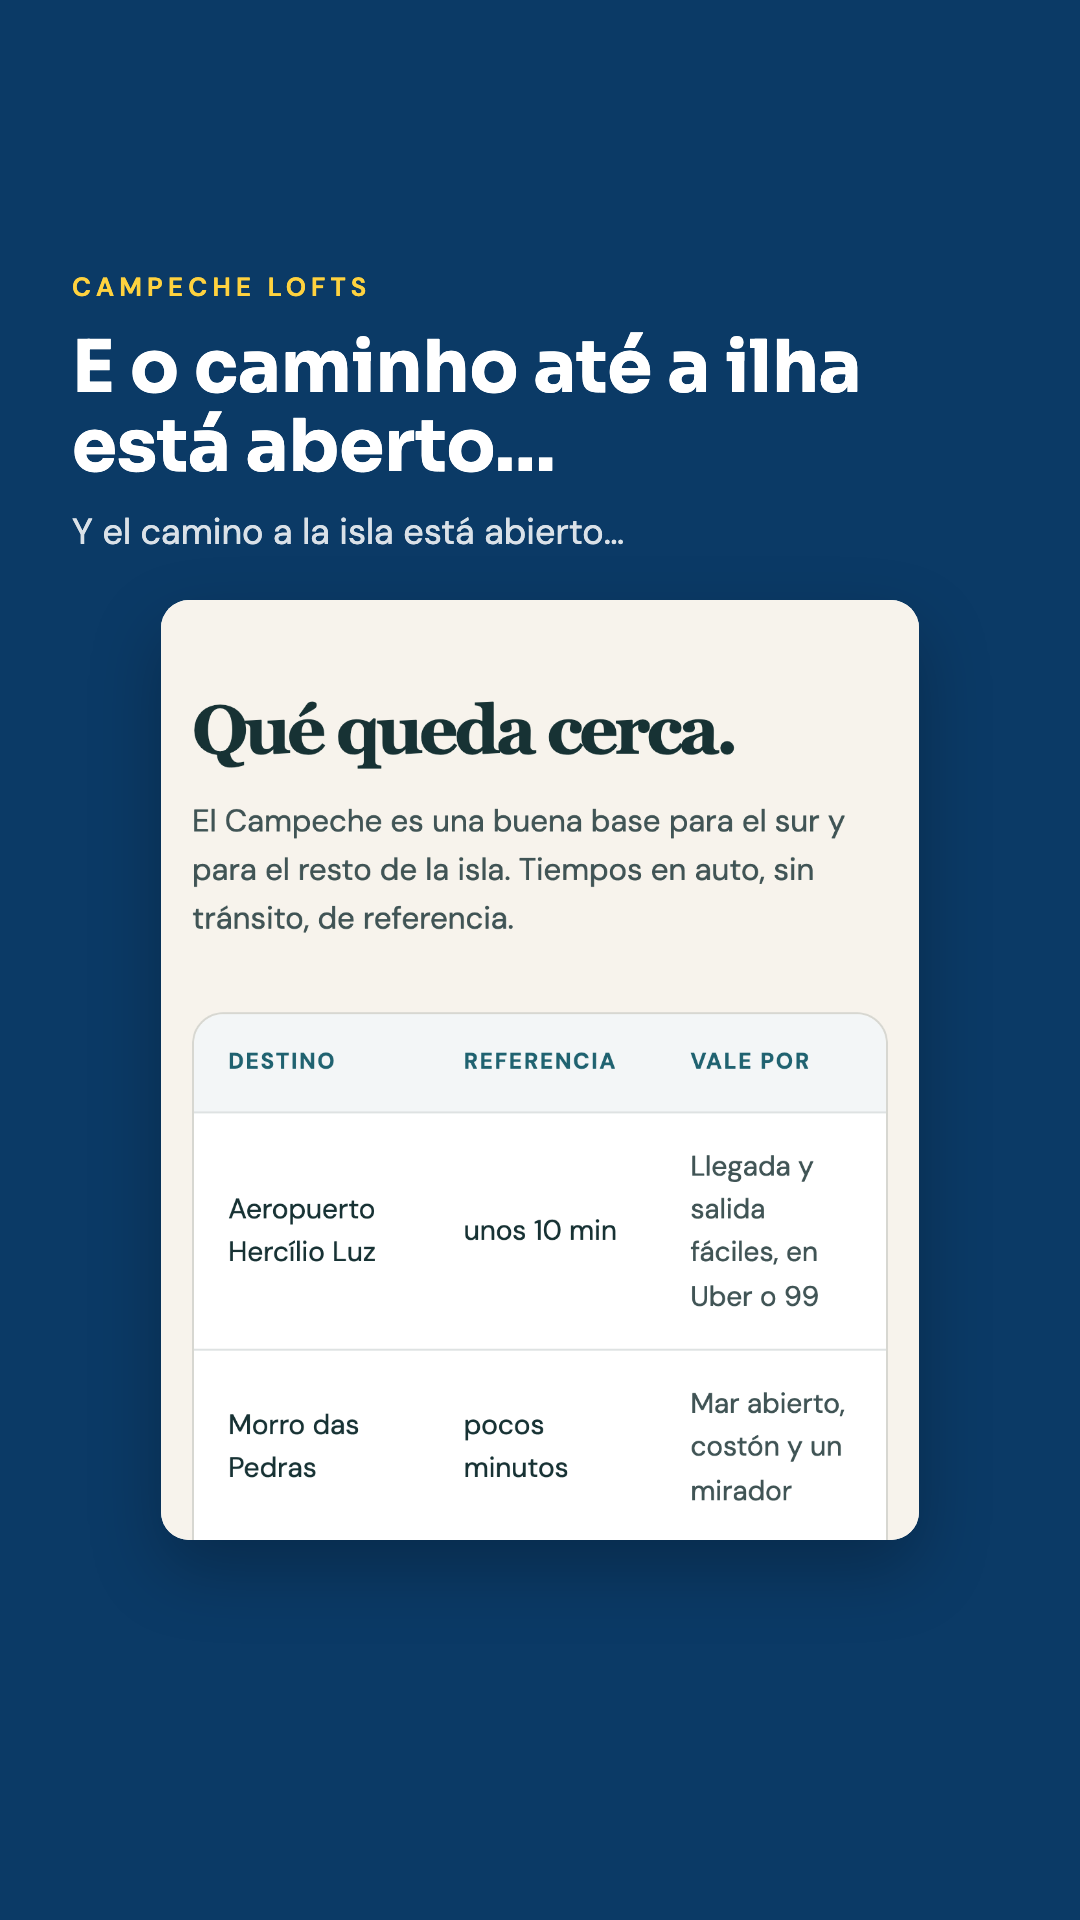 CAMPECHE LOFTS
E o caminho até a ilha
está aberto...
Y el camino a la isla está abierto...
Qué queda cerca.
El Campeche es una buena base para el sur y
para el resto de la isla. Tiempos en auto, sin
tránsito, de referencia.
DESTINO REFERENCIA VALE POR
Aeropuerto
Hercílio Luz
unos 10 min
Llegada y
salida
fáciles, en
Uber o 99
Morro das
Pedras
pocos
minutos
Mar abierto,
costón y un
mirador